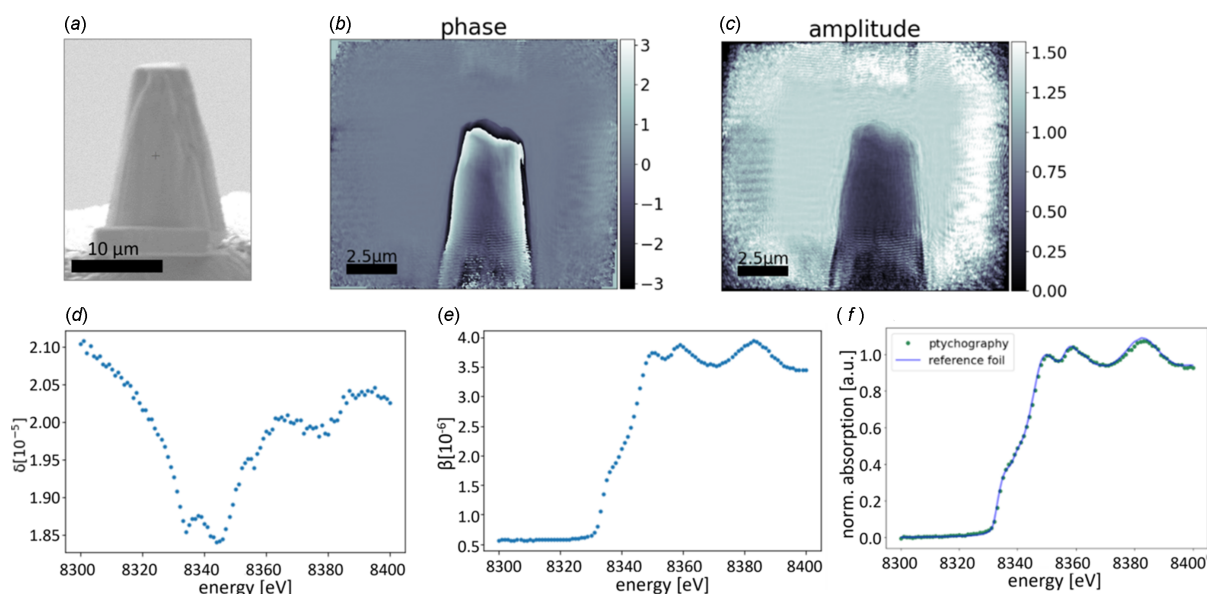 (a)
10 μm
(b)
phase
2.5μm
3
2
1
0
−1
−2
−3
(c)
amplitude
2.5μm
1.50
1.25
1.00
0.75
0.50
0.25
0.00
(d)
δ[10⁻⁵]
2.10
2.05
2.00
1.95
1.90
1.85
8300 8320 8340 8360 8380 8400
energy [eV]
(e)
β[10⁻⁶]
4.0
3.5
3.0
2.5
2.0
1.5
1.0
0.5
8300 8320 8340 8360 8380 8400
energy [eV]
( f )
ptychography
reference foil
norm. absorption [a.u.]
1.0
0.8
0.6
0.4
0.2
0.0
8300 8320 8340 8360 8380 8400
energy [eV]